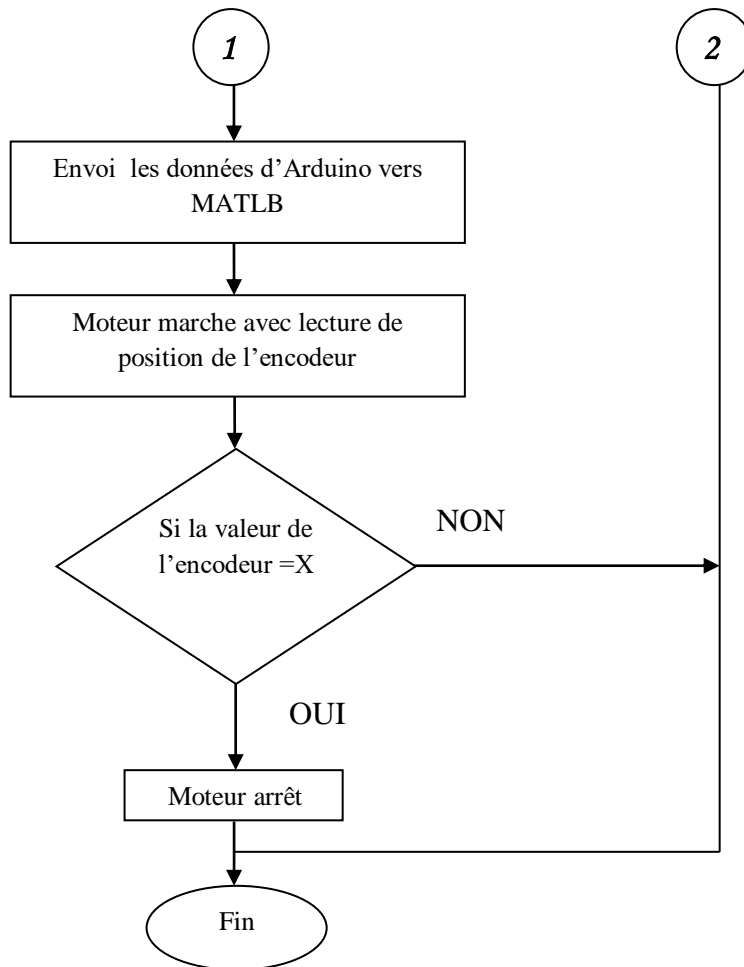 1
2
Envoi les données d’Arduino vers
MATLB
Moteur marche avec lecture de
position de l’encodeur
Si la valeur de
l’encodeur =X
NON
OUI
Moteur arrêt
Fin